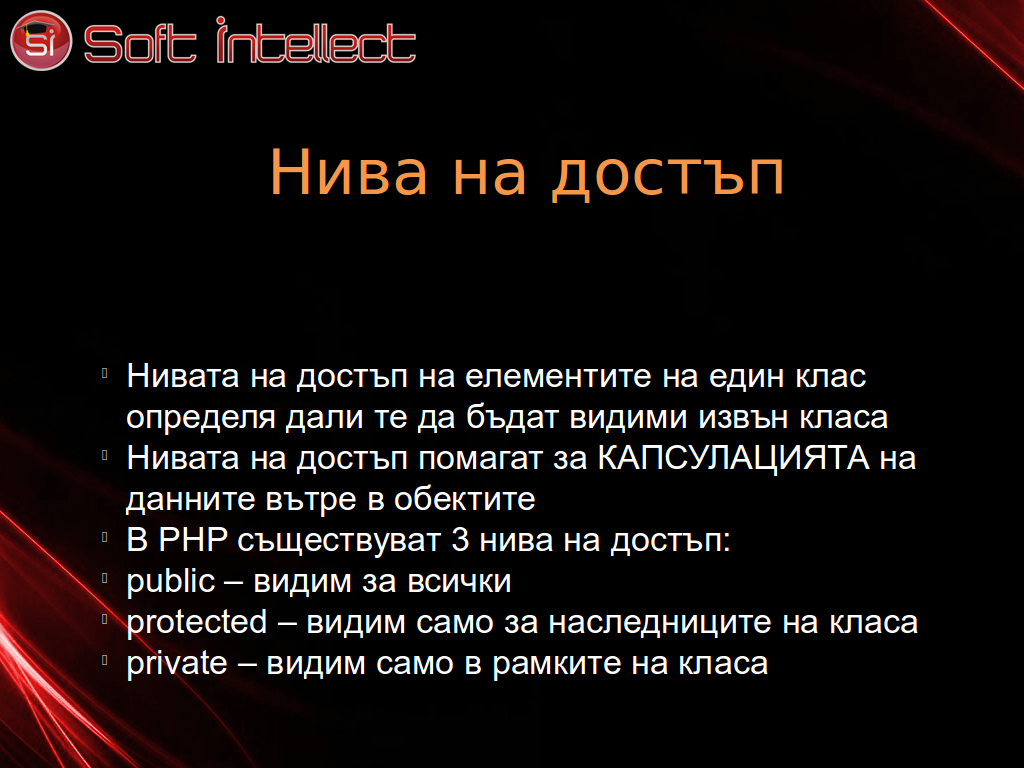 Si Soft Intellect
Нива на достъп
Нивата на достъп на елементите на един клас
определя дали те да бъдат видими извън класа
Нивата на достъп помагат за КАПСУЛАЦИЯТА на
данните вътре в обектите
В PHP съществуват 3 нива на достъп:
public – видим за всички
protected – видим само за наследниците на класа
private – видим само в рамките на класа